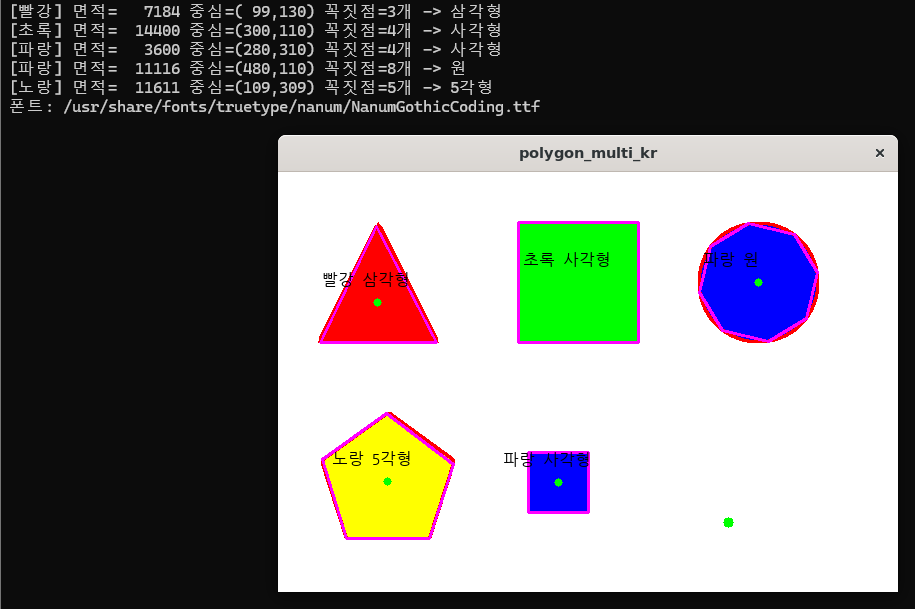 [빨강] 면적=   7184 중심=( 99,130) 꼭짓점=3개 -> 삼각형
[초록] 면적=  14400 중심=(300,110) 꼭짓점=4개 -> 사각형
[파랑] 면적=   3600 중심=(280,310) 꼭짓점=4개 -> 사각형
[파랑] 면적=  11116 중심=(480,110) 꼭짓점=8개 -> 원
[노랑] 면적=  11611 중심=(109,309) 꼭짓점=5개 -> 5각형
폰트: /usr/share/fonts/truetype/nanum/NanumGothicCoding.ttf
polygon_multi_kr ×
빨강 삼각형
초록 사각형
파랑 원
노랑 5각형
파랑 사각형